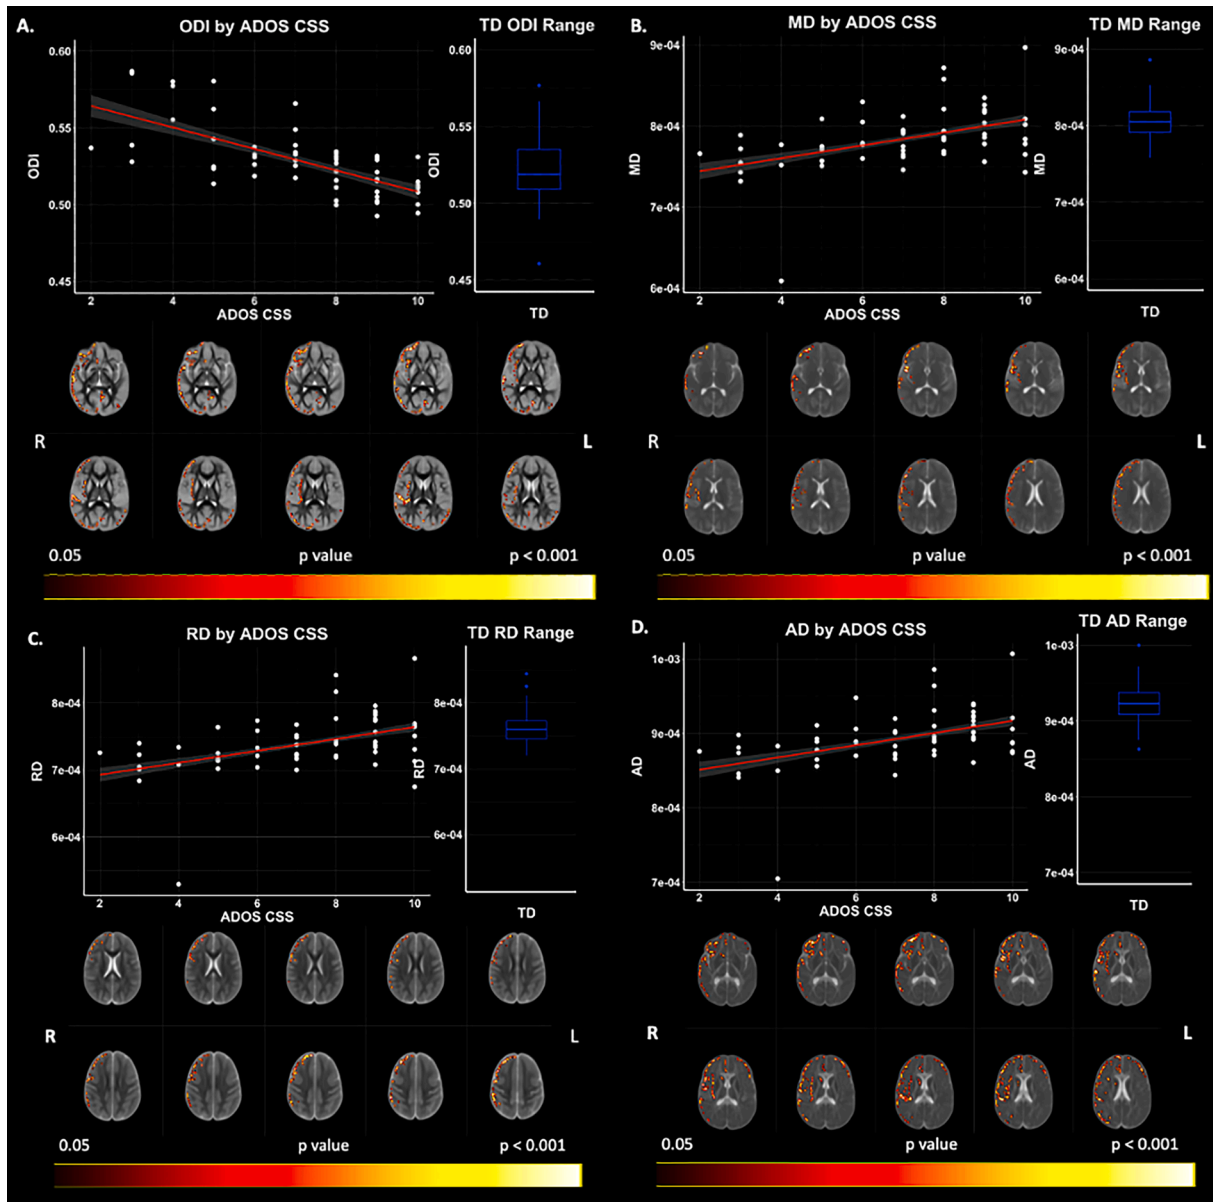 A.
ODI by ADOS CSS
TD ODI Range
0.60
0.55
0.50
0.45
ODI
2
4
6
8
10
ADOS CSS
0.60
0.55
0.50
0.45
ODI
TD
R
L
0.05
p value
p < 0.001
B.
MD by ADOS CSS
TD MD Range
9e-04
8e-04
7e-04
6e-04
MD
2
4
6
8
10
ADOS CSS
9e-04
8e-04
7e-04
6e-04
MD
TD
R
L
0.05
p value
p < 0.001
C.
RD by ADOS CSS
TD RD Range
8e-04
7e-04
6e-04
RD
2
4
6
8
10
ADOS CSS
8e-04
7e-04
6e-04
RD
TD
R
L
0.05
p value
p < 0.001
D.
AD by ADOS CSS
TD AD Range
1e-03
9e-04
8e-04
7e-04
AD
2
4
6
8
10
ADOS CSS
1e-03
9e-04
8e-04
7e-04
AD
TD
R
L
0.05
p value
p < 0.001